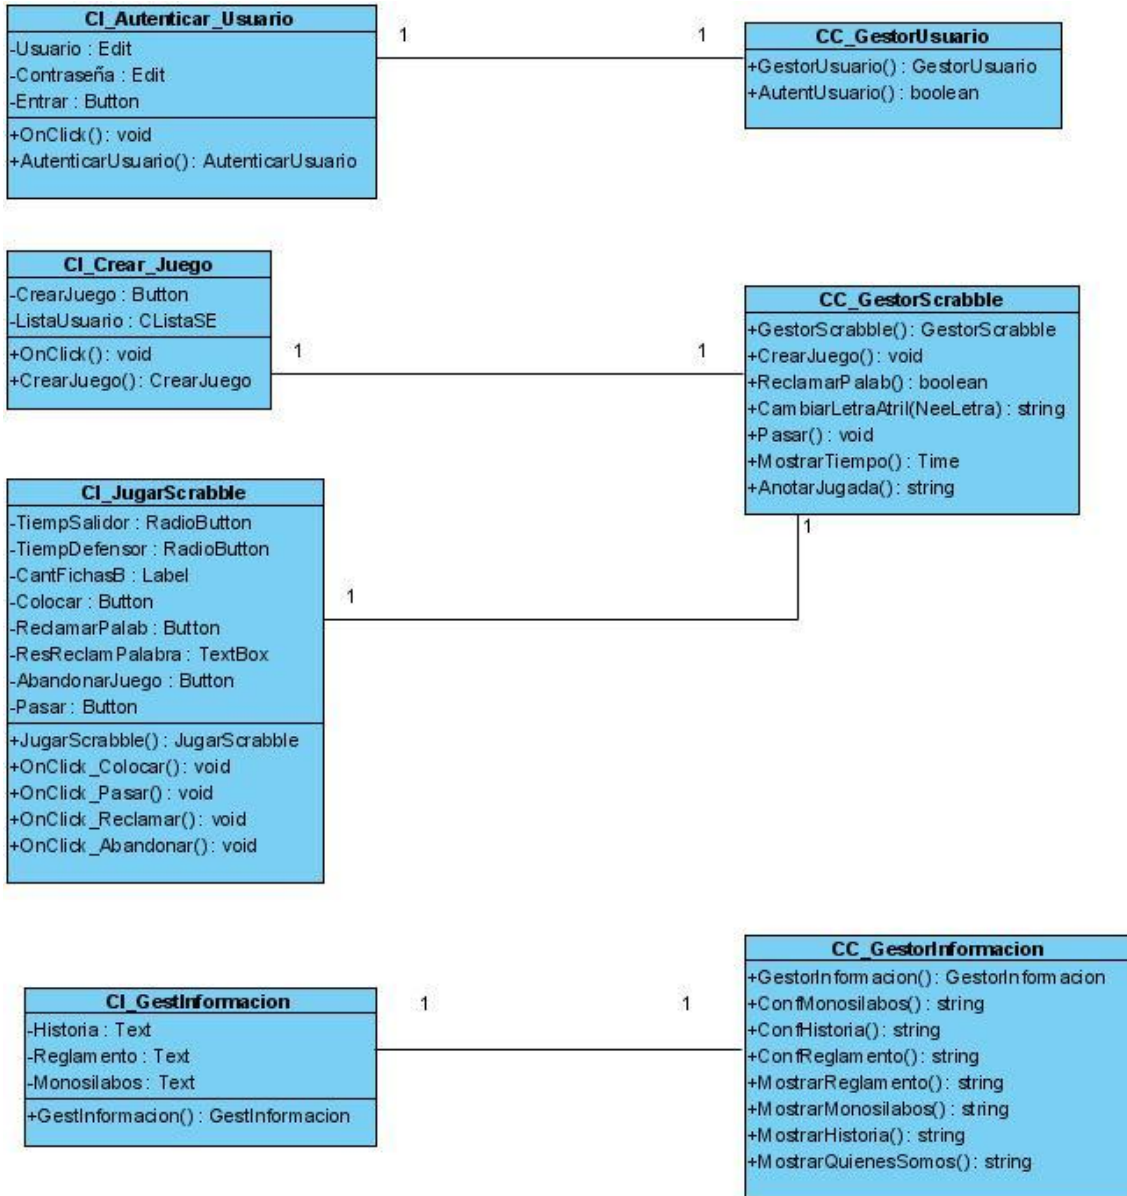 CI_Autenticar_Usuario
-Usuario : Edit
-Contraseña : Edit
-Entrar : Button
+OnClick() : void
+AutenticarUsuario() : AutenticarUsuario
1
1
CC_GestorUsuario
+GestorUsuario() : GestorUsuario
+AutentUsuario() : boolean
CI_Crear_Juego
-CrearJuego : Button
-ListaUsuario : CListaSE
+OnClick() : void
+CrearJuego() : CrearJuego
1
1
CC_GestorScrabble
+GestorScrabble() : GestorScrabble
+CrearJuego() : void
+ReclamarPalab() : boolean
+CambiarLetraAtril(NeeLetra) : string
+Pasar() : void
+MostrarTiempo() : Time
+AnotarJugada() : string
1
CI_JugarScrabble
-TiempSalidor : RadioButton
-TiempDefensor : RadioButton
-CantFichasB : Label
-Colocar : Button
-ReclamarPalab : Button
-ResReclamPalabra : TextBox
-AbandonarJuego : Button
-Pasar : Button
+JugarScrabble() : JugarScrabble
+OnClick_Colocar() : void
+OnClick_Pasar() : void
+OnClick_Reclamar() : void
+OnClick_Abandonar() : void
1
CI_GestInformacion
-Historia : Text
-Reglamento : Text
-Monosilabos : Text
+GestInformacion() : GestInformacion
1
1
CC_GestorInformacion
+GestorInformacion() : GestorInformacion
+ConfMonosilabos() : string
+ConfHistoria() : string
+ConfReglamento() : string
+MostrarReglamento() : string
+MostrarMonosilabos() : string
+MostrarHistoria() : string
+MostrarQuienesSomos() : string